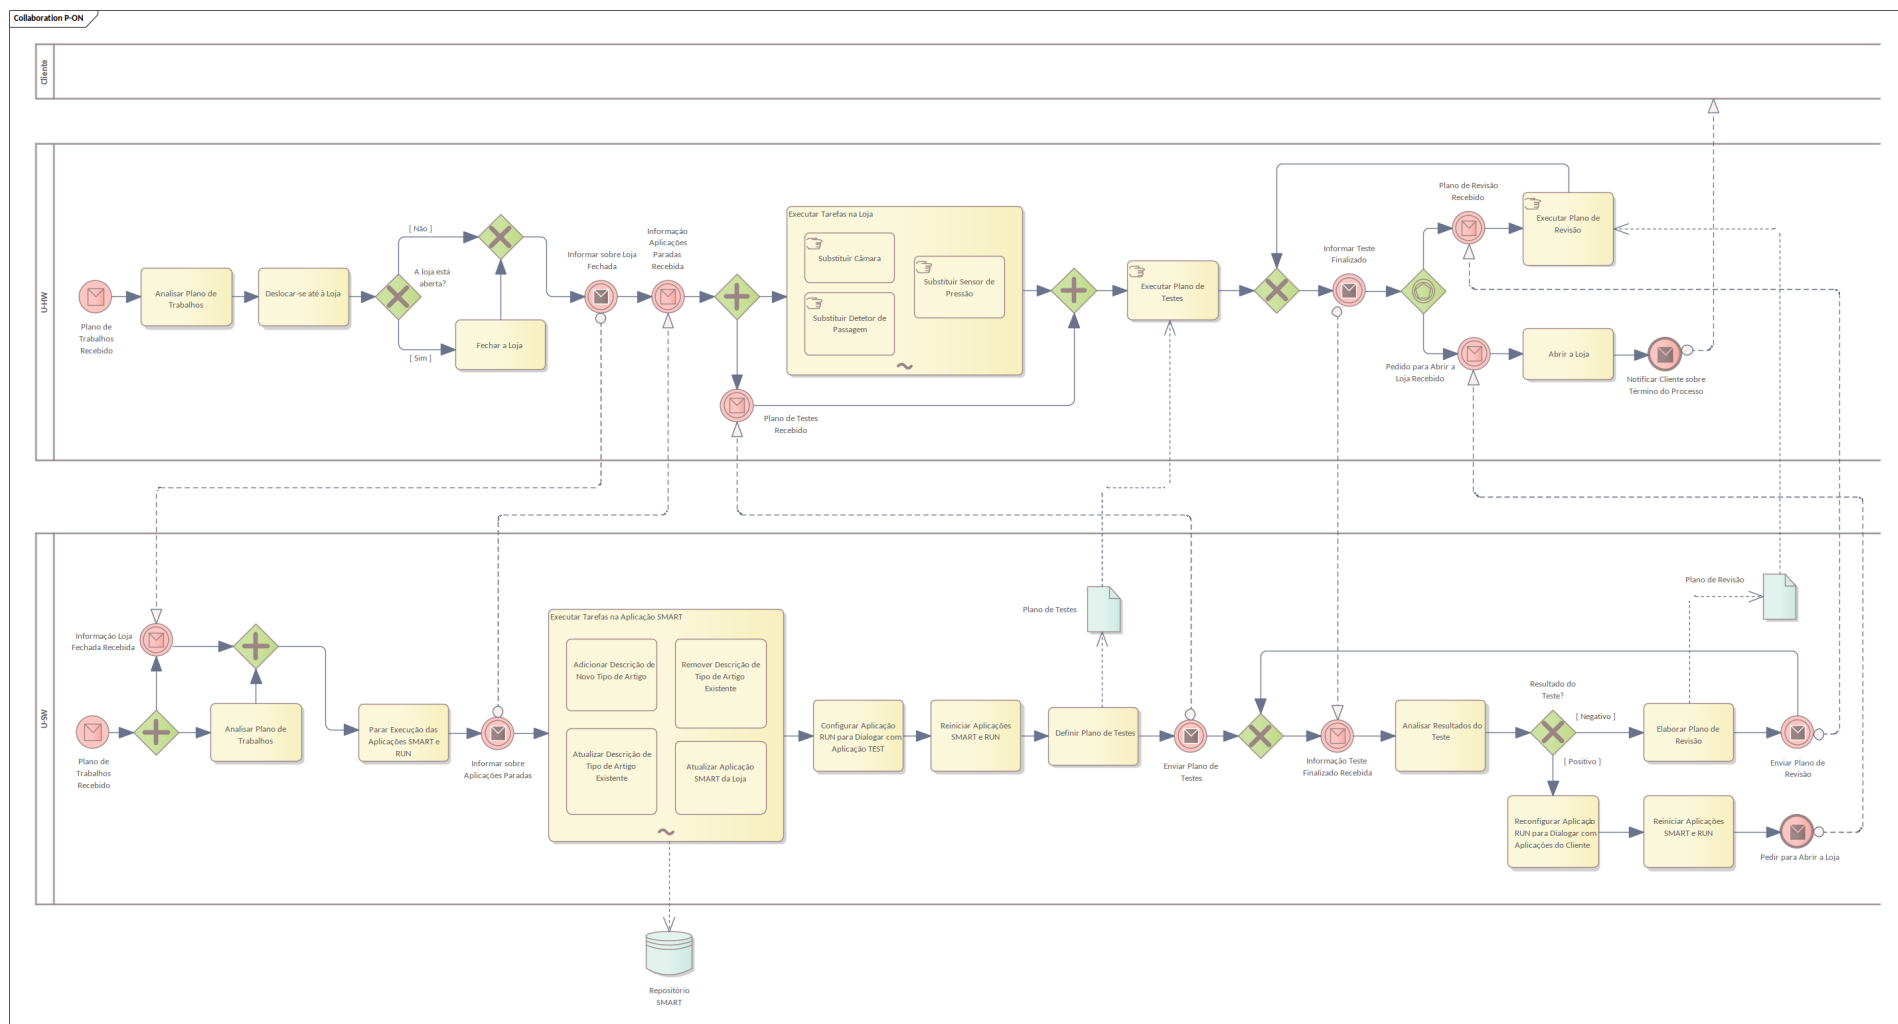 Collaboration P-ON
Cliente
U-HW
Plano de
Trabalhos
Recebido
Analisar Plano de
Trabalhos
Deslocar-se até à Loja
A loja está
aberta?
[ Não ]
[ Sim ]
Fechar a Loja
Informar sobre Loja
Fechada
Informação
Aplicações
Paradas
Recebida
Executar Tarefas na Loja
Substituir Câmara
Substituir Detetor de
Passagem
Substituir Sensor de
Pressão
Plano de Testes
Recebido
Executar Plano de
Testes
Informar Teste
Finalizado
Plano de Revisão
Recebido
Executar Plano de
Revisão
Pedido para Abrir a
Loja Recebido
Abrir a Loja
Notificar Cliente sobre
Término do Processo
U-SW
Informação Loja
Fechada Recebida
Plano de
Trabalhos
Recebido
Analisar Plano de
Trabalhos
Parar Execução das
Aplicações SMART e
RUN
Informar sobre
Aplicações Paradas
Executar Tarefas na Aplicação SMART
Adicionar Descrição de
Novo Tipo de Artigo
Remover Descrição de
Tipo de Artigo
Existente
Atualizar Descrição de
Tipo de Artigo
Existente
Atualizar Aplicação
SMART da Loja
Configurar Aplicação
RUN para Dialogar com
Aplicação TEST
Reiniciar Aplicações
SMART e RUN
Definir Plano de Testes
Plano de Testes
Enviar Plano de
Testes
Informação Teste
Finalizado Recebida
Analisar Resultados do
Teste
Resultado do
Teste?
[ Negativo ]
[ Positivo ]
Elaborar Plano de
Revisão
Plano de Revisão
Enviar Plano de
Revisão
Reconfigurar Aplicação
RUN para Dialogar com
Aplicações do Cliente
Reiniciar Aplicações
SMART e RUN
Pedir para Abrir a Loja
Repositório
SMART